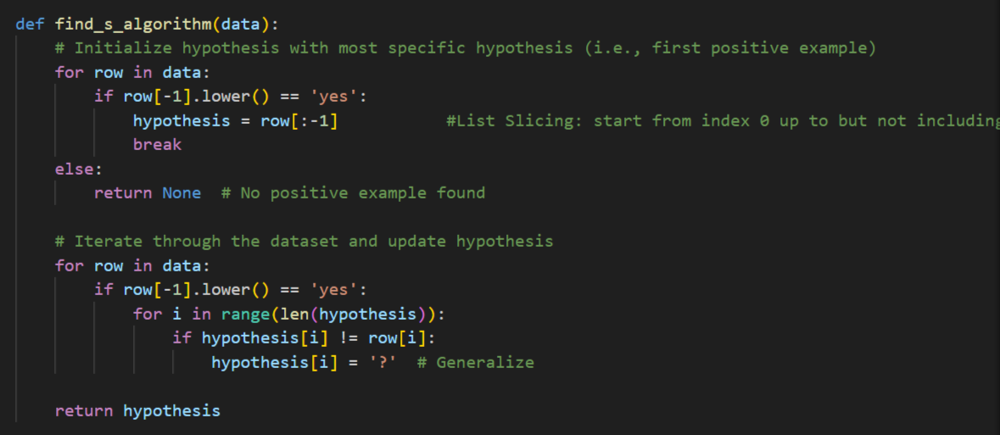 def find_s_algorithm(data):
    # Initialize hypothesis with most specific hypothesis (i.e., first positive example)
    for row in data:
        if row[-1].lower() == 'yes':
            hypothesis = row[:-1]           #List Slicing: start from index 0 up to but not including
            break
    else:
        return None  # No positive example found

    # Iterate through the dataset and update hypothesis
    for row in data:
        if row[-1].lower() == 'yes':
            for i in range(len(hypothesis)):
                if hypothesis[i] != row[i]:
                    hypothesis[i] = '?'  # Generalize

    return hypothesis